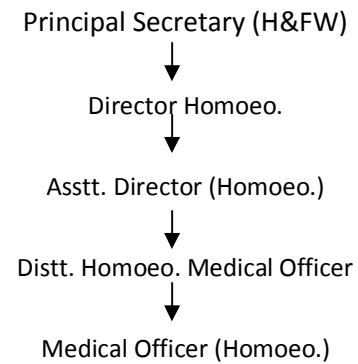 Principal Secretary (H&FW)
Director Homoeo.
Asstt. Director (Homoeo.)
Distt. Homoeo. Medical Officer
Medical Officer (Homoeo.)